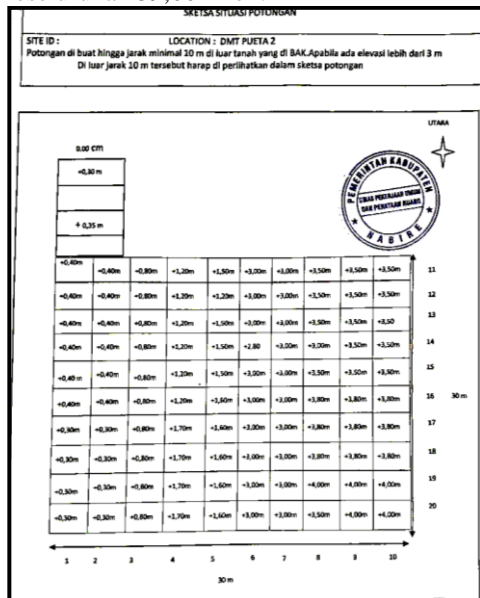 SKETSA SITUASI POTONGAN
SITE ID : LOCATION : DMT PUETA 2
Potongan di buat hingga jarak minimal 10 m di luar tanah yang di BAK.Apabila ada elevasi lebih dari 3 m
Di luar jarak 10 m tersebut harap di perlihatkan dalam sketsa potongan
UTARA
0.00 cm
+0,30 m
+ 0,35 m
PEMERINTAH KABUPATEN
DINAS PEKERJAAN UMUM
DAN PENATAAN RUANG
NABIRE
+0,40m +0,40m +0,80m +1,20m +1,50m +3,00m +3,00m +3,50m +3,50m +3,50m 11
+0,40m +0,40m +0,80m +1,20m +1,20m +3,00m +3,00m +3,50m +3,50m +3,50m 12
+0,40m +0,40m +0,80m +1,20m +1,50m +3,00m +3,00m +3,50m +3,50m +3,50 13
+0,40m +0,40m +0,80m +1,20m +1,50m +2.80 +3,00m +3,00m +3,50m +3,50m 14
+0,40 m +0,40m +0,80m +1,20m +1,50m +3,00m +3,00m +3,50m +3,50m +3,50m 15
+0,40m +0,40m +0,80m +1,20m +3,00m +3,00m +3,80m +3,80m +3,80m 16 30 m
+0,30m +0,30m +0,80m +1,70m +1,60m +3,00m +3,00m +3,80m +3,80m +3,80m 17
+0,30m +0,30m +0,80m +1,70m +1,60m +3,00m +3,00m +3,80m +3,80m +3,80m 18
+0,30m +0,30m +0,80m +1,70m +1,60m +3,00m +3,00m +4,00m +4,00m +4,00m 19
+0,30m +0,30m +0,80m +1,70m +1,60m +3,00m +3,00m +3,50m +4,00m +4,00m 20
1 2 3 4 5 6 7 8 9 10
30 m